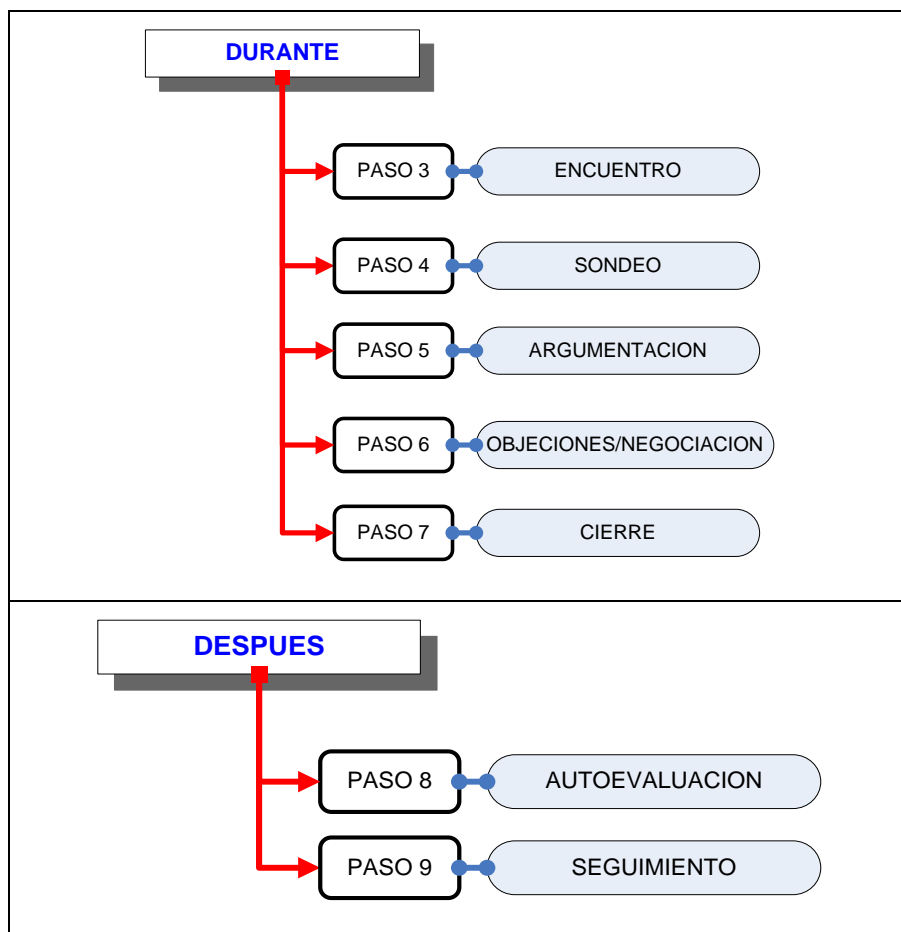 DURANTE
PASO 3
ENCUENTRO
PASO 4
SONDEO
PASO 5
ARGUMENTACION
PASO 6
OBJECIONES/NEGOCIACION
PASO 7
CIERRE
DESPUES
PASO 8
AUTOEVALUACION
PASO 9
SEGUIMIENTO